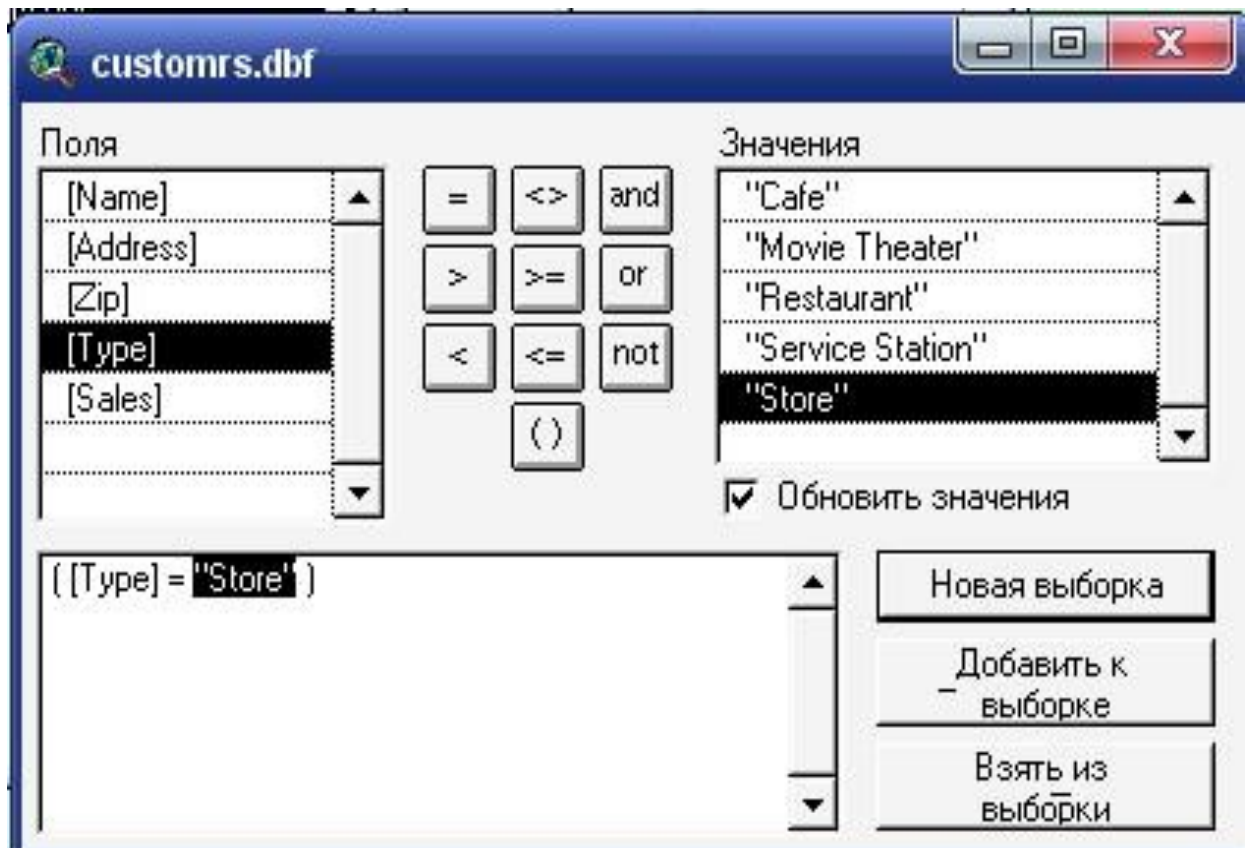 customrs.dbf
Поля
Значения
[Name]
[Address]
[Zip]
[Type]
[Sales]
= <> and
> >= or
< <= not
( )
"Cafe"
"Movie Theater"
"Restaurant"
"Service Station"
"Store"
Обновить значения
( [Type] = "Store" )
Новая выборка
Добавить к
выборке
Взять из
выборки